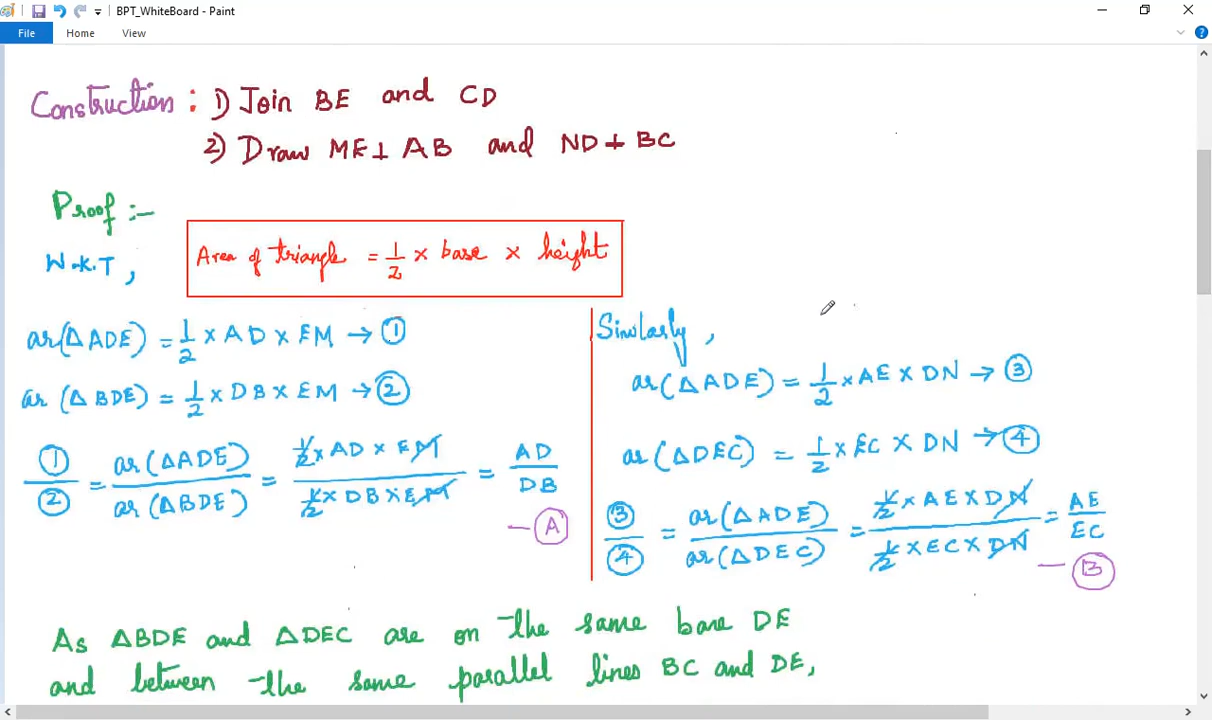 BPT_WhiteBoard - Paint
File Home View
Construction : 1) Join BE and CD
2) Draw ME⊥ AB and ND⊥ BC
Proof :-
W.K.T ,
Area of triangle = 1/2 × base × height
ar(ΔADE) = 1/2 × AD × EM → ①
ar (ΔBDE) = 1/2 × DB × EM → ②
①/② = ar(ΔADE)/ar(ΔBDE) = 1/2 × AD × EM/1/2 × DB × EM = AD/DB
— Ⓐ
Simlarly ,
ar(ΔADE) = 1/2 × AE × DN → ③
ar(ΔDEC) = 1/2 × EC × DN → ④
③/④ = ar(ΔADE)/ar(ΔDEC) = 1/2 × AE × DN/1/2 × EC × DN = AE/EC
— Ⓑ
As ΔBDE and ΔDEC are on the same base DE
and between the same parallel lines BC and DE,